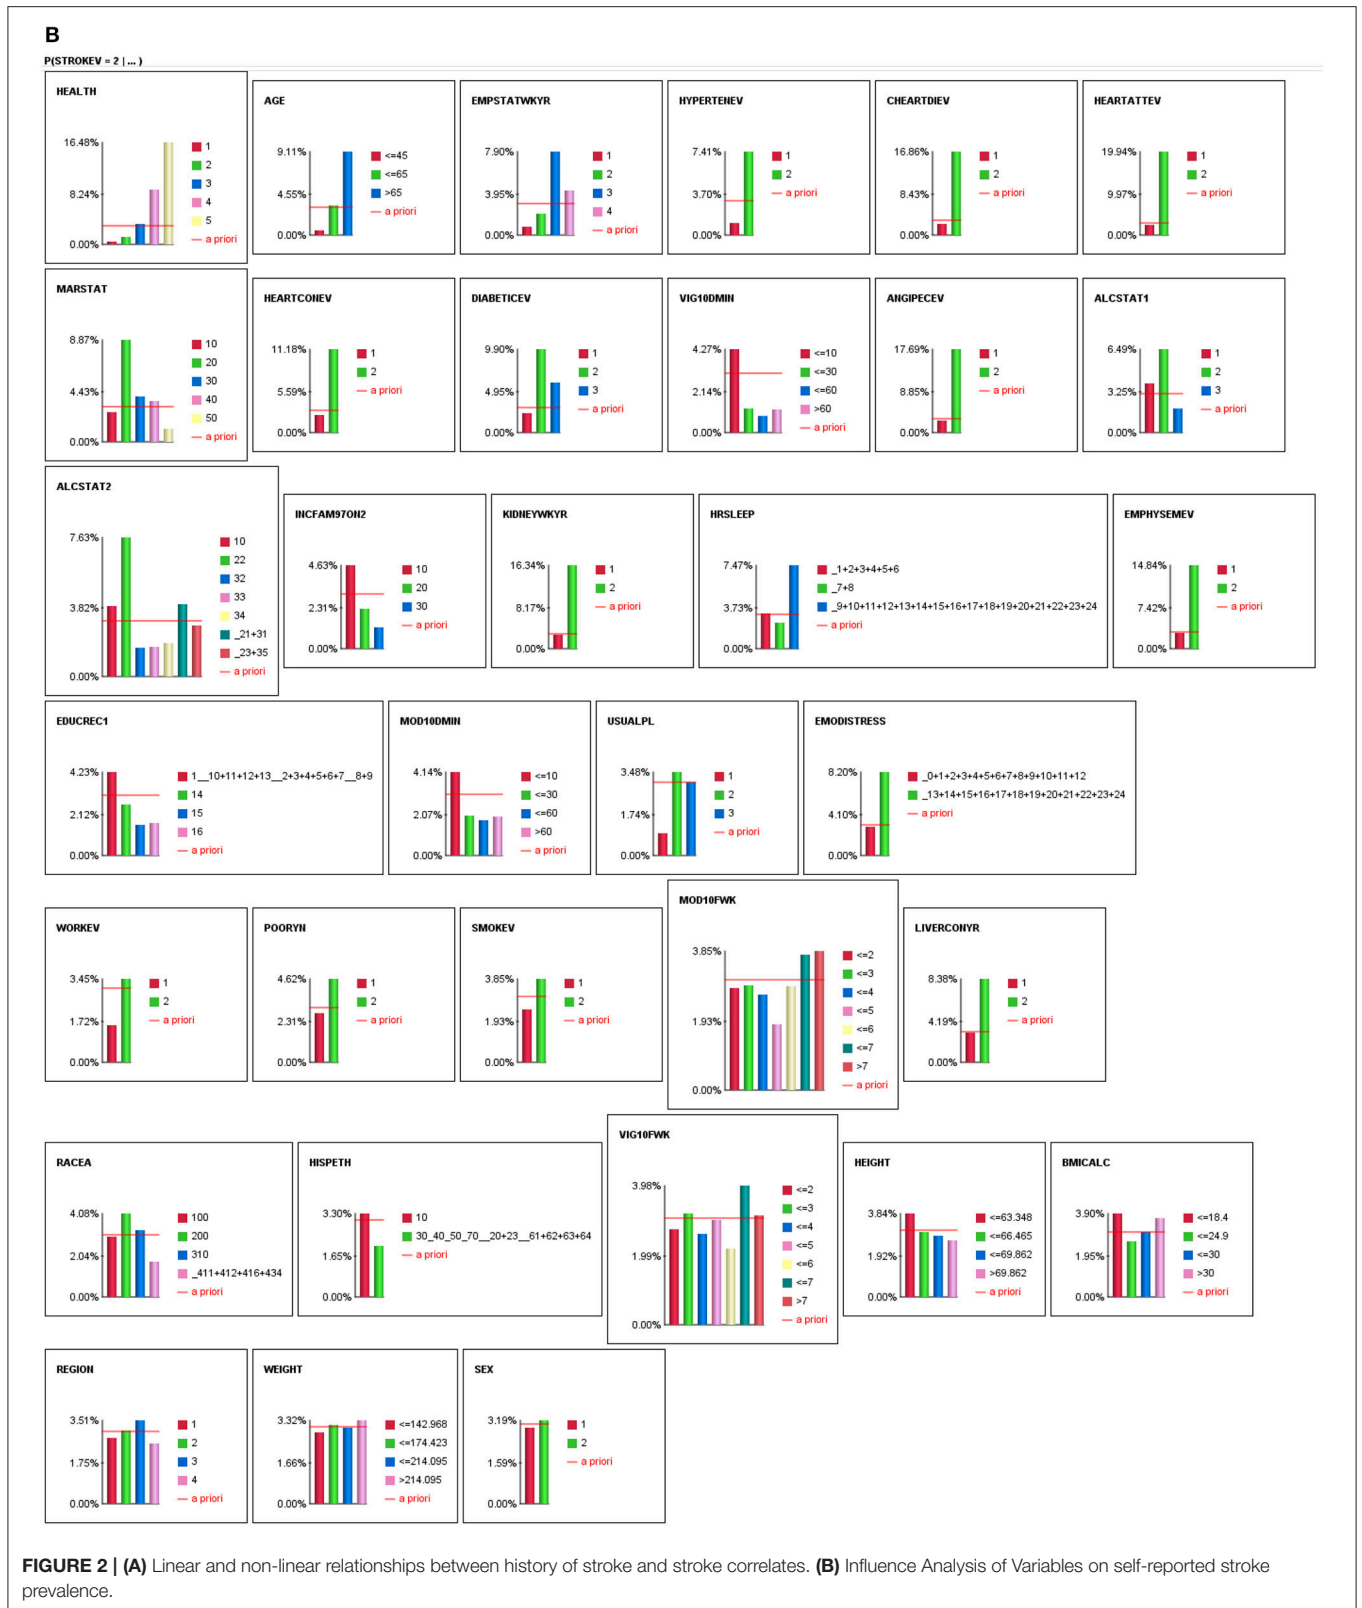 B
P(STROKEV = 2 | ... )
HEALTH
16.48%
8.24%
0.00%
1
2
3
4
5
a priori
AGE
9.11%
4.55%
0.00%
<=45
<=65
>65
a priori
EMPSTATWKYR
7.90%
3.95%
0.00%
1
2
3
4
a priori
HYPERTENEV
7.41%
3.70%
0.00%
1
2
a priori
CHEARTDIEV
16.86%
8.43%
0.00%
1
2
a priori
HEARTATTEV
19.94%
9.97%
0.00%
1
2
a priori
MARSTAT
8.87%
4.43%
0.00%
10
20
30
40
50
a priori
HEARTCONEV
11.18%
5.59%
0.00%
1
2
a priori
DIABETICEV
9.90%
4.95%
0.00%
1
2
3
a priori
VIG10DMIN
4.27%
2.14%
0.00%
<=10
<=30
<=60
>60
a priori
ANGIPECEV
17.69%
8.85%
0.00%
1
2
a priori
ALCSTAT1
6.49%
3.25%
0.00%
1
2
3
a priori
ALCSTAT2
7.63%
3.82%
0.00%
10
22
32
33
34
_21+31
_23+35
a priori
INCFAM97ON2
4.63%
2.31%
0.00%
10
20
30
a priori
KIDNEYWKYR
16.34%
8.17%
0.00%
1
2
a priori
HRSLEEP
7.47%
3.73%
0.00%
_1+2+3+4+5+6
_7+8
_9+10+11+12+13+14+15+16+17+18+19+20+21+22+23+24
a priori
EMPHYSEMEV
14.84%
7.42%
0.00%
1
2
a priori
EDUCREC1
4.23%
2.12%
0.00%
1__10+11+12+13__2+3+4+5+6+7__8+9
14
15
16
a priori
MOD10DMIN
4.14%
2.07%
0.00%
<=10
<=30
<=60
>60
a priori
USUALPL
3.48%
1.74%
0.00%
1
2
3
a priori
EMODISTRESS
8.20%
4.10%
0.00%
_0+1+2+3+4+5+6+7+8+9+10+11+12
_13+14+15+16+17+18+19+20+21+22+23+24
a priori
WORKEV
3.45%
1.72%
0.00%
1
2
a priori
POORYN
4.62%
2.31%
0.00%
1
2
a priori
SMOKEV
3.85%
1.93%
0.00%
1
2
a priori
MOD10FWK
3.85%
1.93%
0.00%
<=2
<=3
<=4
<=5
<=6
<=7
>7
a priori
LIVERCONYR
8.38%
4.19%
0.00%
1
2
a priori
RACEA
4.08%
2.04%
0.00%
100
200
310
_411+412+416+434
a priori
HISPETH
3.30%
1.65%
0.00%
10
30_40_50_70__20+23__61+62+63+64
a priori
VIG10FWK
3.98%
1.99%
0.00%
<=2
<=3
<=4
<=5
<=6
<=7
>7
a priori
HEIGHT
3.84%
1.92%
0.00%
<=63.348
<=66.465
<=69.862
>69.862
a priori
BMICALC
3.90%
1.95%
0.00%
<=18.4
<=24.9
<=30
>30
a priori
REGION
3.51%
1.75%
0.00%
1
2
3
4
a priori
WEIGHT
3.32%
1.66%
0.00%
<=142.968
<=174.423
<=214.095
>214.095
a priori
SEX
3.19%
1.59%
0.00%
1
2
a priori
FIGURE 2 | (A) Linear and non-linear relationships between history of stroke and stroke correlates. (B) Influence Analysis of Variables on self-reported stroke
prevalence.